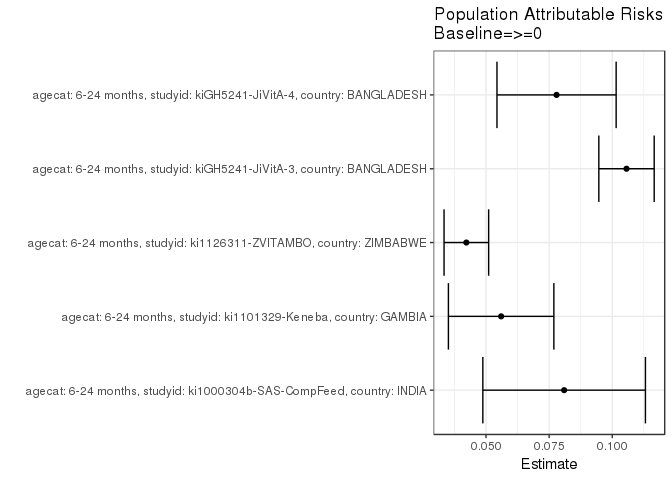 Population Attributable Risks
Baseline=>=0
agecat: 6-24 months, studyid: kiGH5241-JiVitA-4, country: BANGLADESH
agecat: 6-24 months, studyid: kiGH5241-JiVitA-3, country: BANGLADESH
agecat: 6-24 months, studyid: ki1126311-ZVITAMBO, country: ZIMBABWE
agecat: 6-24 months, studyid: ki1101329-Keneba, country: GAMBIA
agecat: 6-24 months, studyid: ki1000304b-SAS-CompFeed, country: INDIA
0.050 0.075 0.100
Estimate